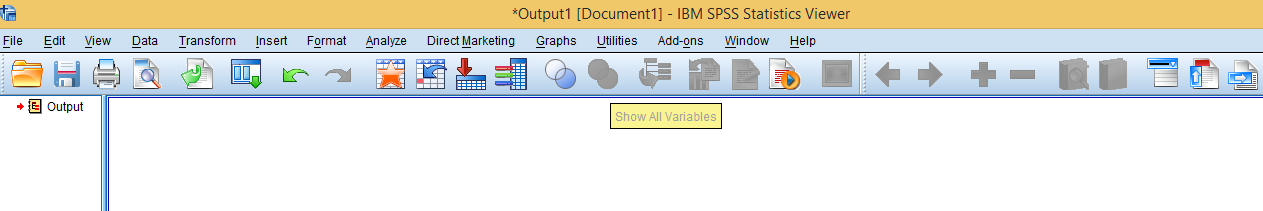 *Output1 [Document1] - IBM SPSS Statistics Viewer
File Edit View Data Transform Insert Format Analyze Direct Marketing Graphs Utilities Add-ons Window Help
Output
Show All Variables